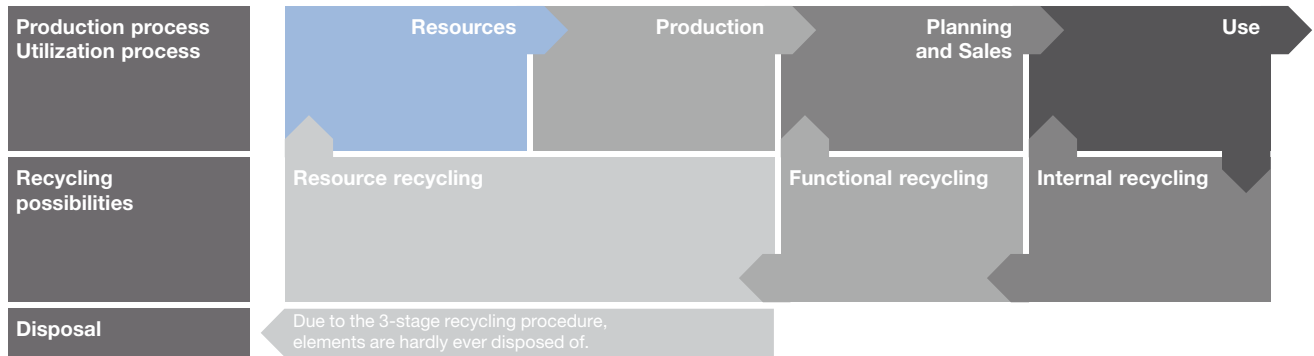 Production process
Utilization process
Resources
Production
Planning
and Sales
Use
Recycling
possibilities
Resource recycling
Functional recycling
Internal recycling
Disposal
Due to the 3-stage recycling procedure,
elements are hardly ever disposed of.